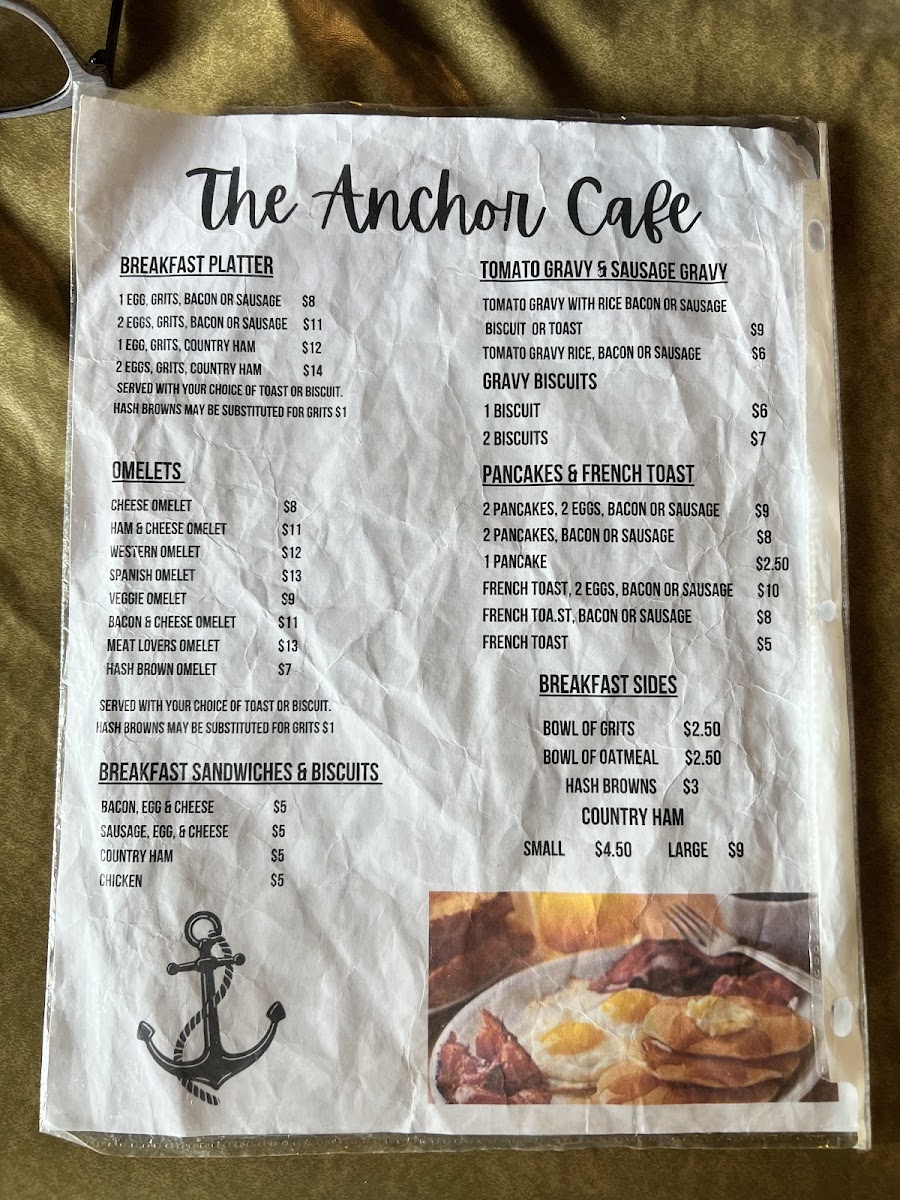 The Anchor Cafe
BREAKFAST PLATTER
1 EGG, GRITS, BACON OR SAUSAGE $8
2 EGGS, GRITS, BACON OR SAUSAGE $11
1 EGG, GRITS, COUNTRY HAM $12
2 EGGS, GRITS, COUNTRY HAM $14
SERVED WITH YOUR CHOICE OF TOAST OR BISCUIT.
HASH BROWNS MAY BE SUBSTITUTED FOR GRITS $1
OMELETS
CHEESE OMELET $8
HAM & CHEESE OMELET $11
WESTERN OMELET $12
SPANISH OMELET $13
VEGGIE OMELET $9
BACON & CHEESE OMELET $11
MEAT LOVERS OMELET $13
HASH BROWN OMELET $7
SERVED WITH YOUR CHOICE OF TOAST OR BISCUIT.
HASH BROWNS MAY BE SUBSTITUTED FOR GRITS $1
BREAKFAST SANDWICHES & BISCUITS
BACON, EGG & CHEESE $5
SAUSAGE, EGG, & CHEESE $5
COUNTRY HAM $5
CHICKEN $5
TOMATO GRAVY & SAUSAGE GRAVY
TOMATO GRAVY WITH RICE BACON OR SAUSAGE
BISCUIT OR TOAST $9
TOMATO GRAVY RICE, BACON OR SAUSAGE $6
GRAVY BISCUITS
1 BISCUIT $6
2 BISCUITS $7
PANCAKES & FRENCH TOAST
2 PANCAKES, 2 EGGS, BACON OR SAUSAGE $9
2 PANCAKES, BACON OR SAUSAGE $8
1 PANCAKE $2.50
FRENCH TOAST, 2 EGGS, BACON OR SAUSAGE $10
FRENCH TOA.ST, BACON OR SAUSAGE $8
FRENCH TOAST $5
BREAKFAST SIDES
BOWL OF GRITS $2.50
BOWL OF OATMEAL $2.50
HASH BROWNS $3
COUNTRY HAM
SMALL $4.50 LARGE $9